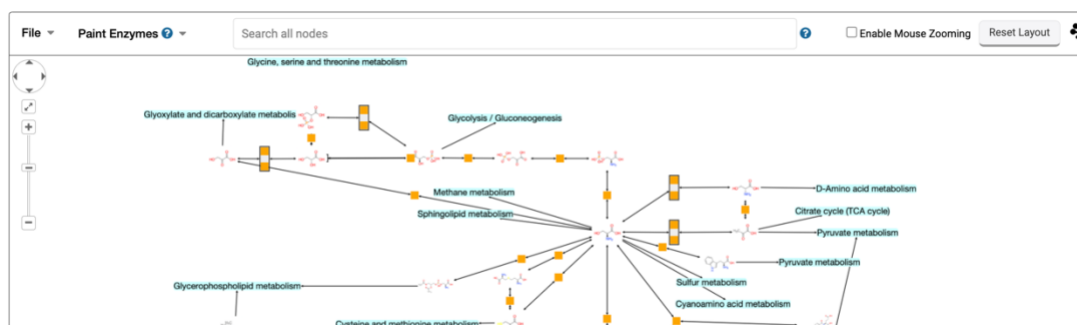 File
Paint Enzymes ?
Search all nodes
?
Enable Mouse Zooming
Reset Layout
Glycine, serine and threonine metabolism
Glyoxylate and dicarboxylate metabolis
Glycolysis / Gluconeogenesis
Methane metabolism
D-Amino acid metabolism
Sphingolipid metabolism
Citrate cycle (TCA cycle)
Pyruvate metabolism
Pyruvate metabolism
Glycerophospholipid metabolism
Sulfur metabolism
Cyanoamino acid metabolism
Cysteine and methionine metabolism